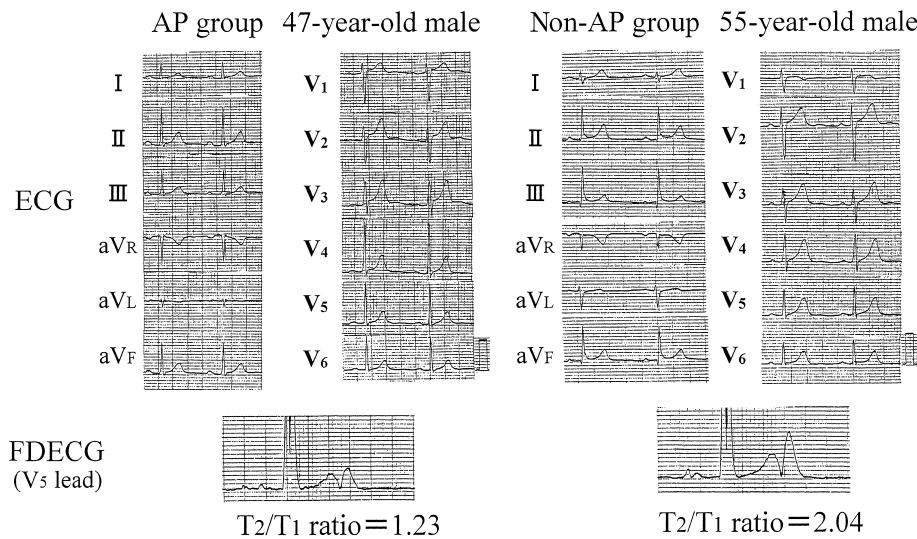 AP group 47-year-old male Non-AP group 55-year-old male
I V1 I V1
II V2 II V2
III V3 III V3
ECG
aVR V4 aVR V4
aVL V5 aVL V5
aVF V6 aVF V6
FDECG
(V5 lead)
T2/T1 ratio=1.23 T2/T1 ratio=2.04